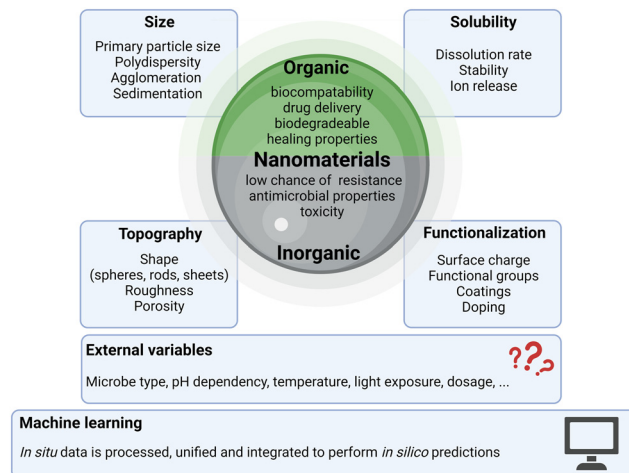 Size
Primary particle size
Polydispersity
Agglomeration
Sedimentation
Solubility
Dissolution rate
Stability
Ion release
Organic
biocompatability
drug delivery
biodegradeable
healing properties
Nanomaterials
low chance of resistance
antimicrobial properties
toxicity
Inorganic
Topography
Shape
(spheres, rods, sheets)
Roughness
Porosity
Functionalization
Surface charge
Functional groups
Coatings
Doping
External variables
???
Microbe type, pH dependency, temperature, light exposure, dosage, ...
Machine learning
In situ data is processed, unified and integrated to perform in silico predictions